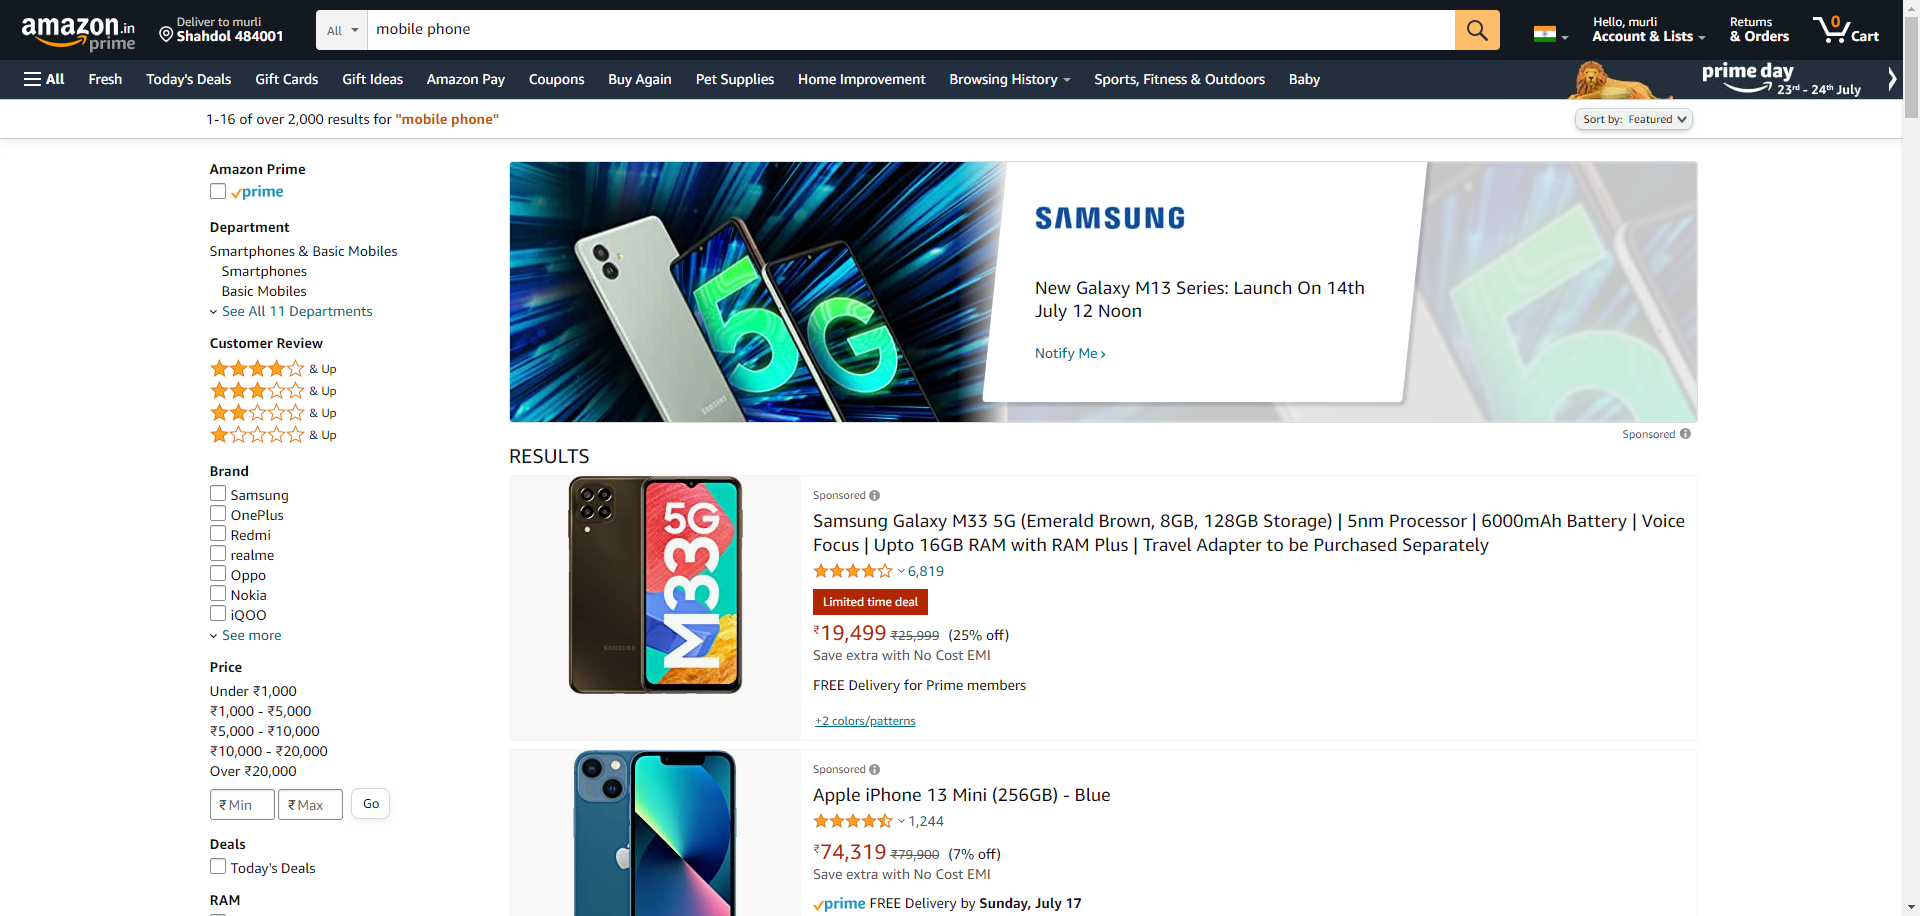 amazon.in
prime
Deliver to murli
Shahdol 484001
All
mobile phone
Hello, murli
Account & Lists
Returns
& Orders
0
Cart
All
Fresh
Today's Deals
Gift Cards
Gift Ideas
Amazon Pay
Coupons
Buy Again
Pet Supplies
Home Improvement
Browsing History
Sports, Fitness & Outdoors
Baby
prime day
23rd - 24th July
1-16 of over 2,000 results for "mobile phone"
Sort by: Featured
Amazon Prime
prime
Department
Smartphones & Basic Mobiles
Smartphones
Basic Mobiles
See All 11 Departments
Customer Review
& Up
& Up
& Up
& Up
Brand
Samsung
OnePlus
Redmi
realme
Oppo
Nokia
iQOO
See more
Price
Under ₹1,000
₹1,000 - ₹5,000
₹5,000 - ₹10,000
₹10,000 - ₹20,000
Over ₹20,000
₹ Min
₹ Max
Go
Deals
Today's Deals
RAM
SAMSUNG
5G
SAMSUNG
New Galaxy M13 Series: Launch On 14th
July 12 Noon
Notify Me ›
5
Sponsored
RESULTS
SAMSUNG
5G
M33
Sponsored
Samsung Galaxy M33 5G (Emerald Brown, 8GB, 128GB Storage) | 5nm Processor | 6000mAh Battery | Voice
Focus | Upto 16GB RAM with RAM Plus | Travel Adapter to be Purchased Separately
6,819
Limited time deal
₹19,499 ₹25,999 (25% off)
Save extra with No Cost EMI
FREE Delivery for Prime members
+2 colors/patterns
Sponsored
Apple iPhone 13 Mini (256GB) - Blue
1,244
₹74,319 ₹79,900 (7% off)
Save extra with No Cost EMI
prime FREE Delivery by Sunday, July 17